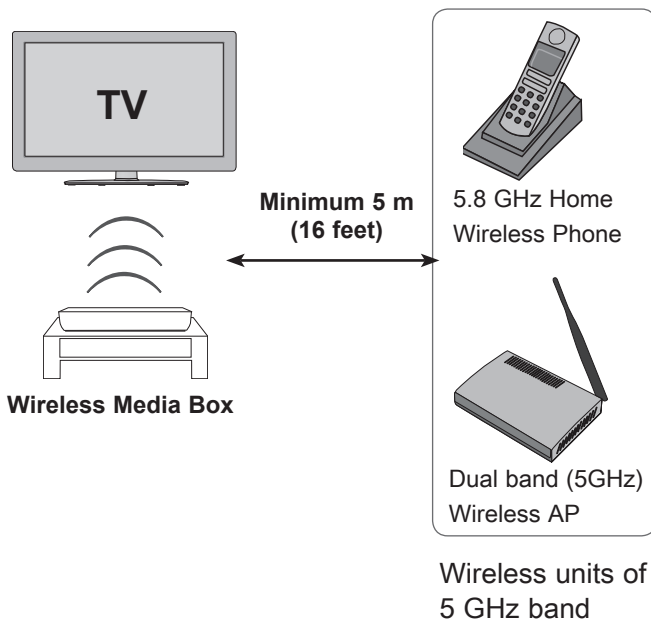 TV
Minimum 5 m
(16 feet)
Wireless Media Box
5.8 GHz Home
Wireless Phone
Dual band (5GHz)
Wireless AP
Wireless units of
5 GHz band